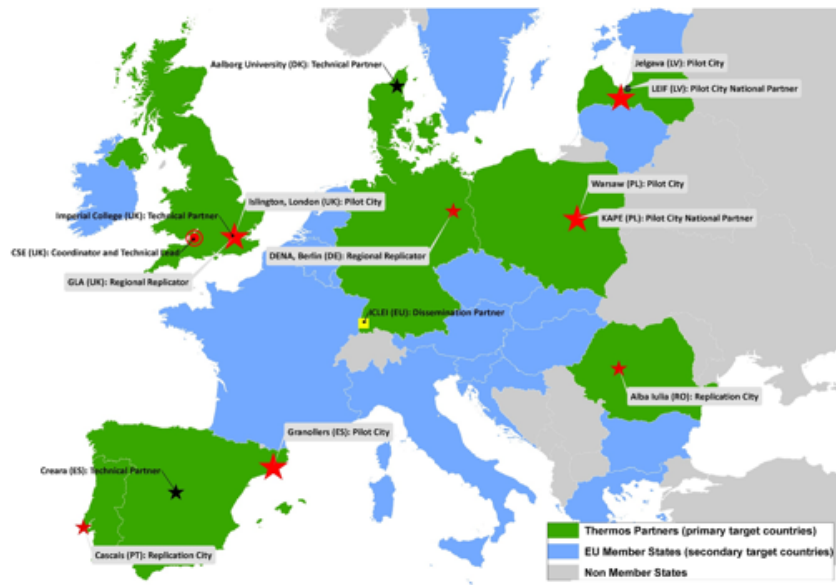 Aalborg University (DK): Technical Partner
Jelgava (LV): Pilot City
LEIF (LV): Pilot City National Partner
Warsaw (PL): Pilot City
Islington, London (UK): Pilot City
Imperial College (UK): Technical Partner
KAPE (PL): Pilot City National Partner
CSE (UK): Coordinator and Technical Lead
DENA, Berlin (DE): Regional Replicator
GLA (UK): Regional Replicator
ICLEI (EU): Dissemination Partner
Alba Iulia (RO): Replication City
Granollers (ES): Pilot City
Creara (ES): Technical Partner
Cascais (PT): Replication City
Thermos Partners (primary target countries)
EU Member States (secondary target countries)
Non Member States